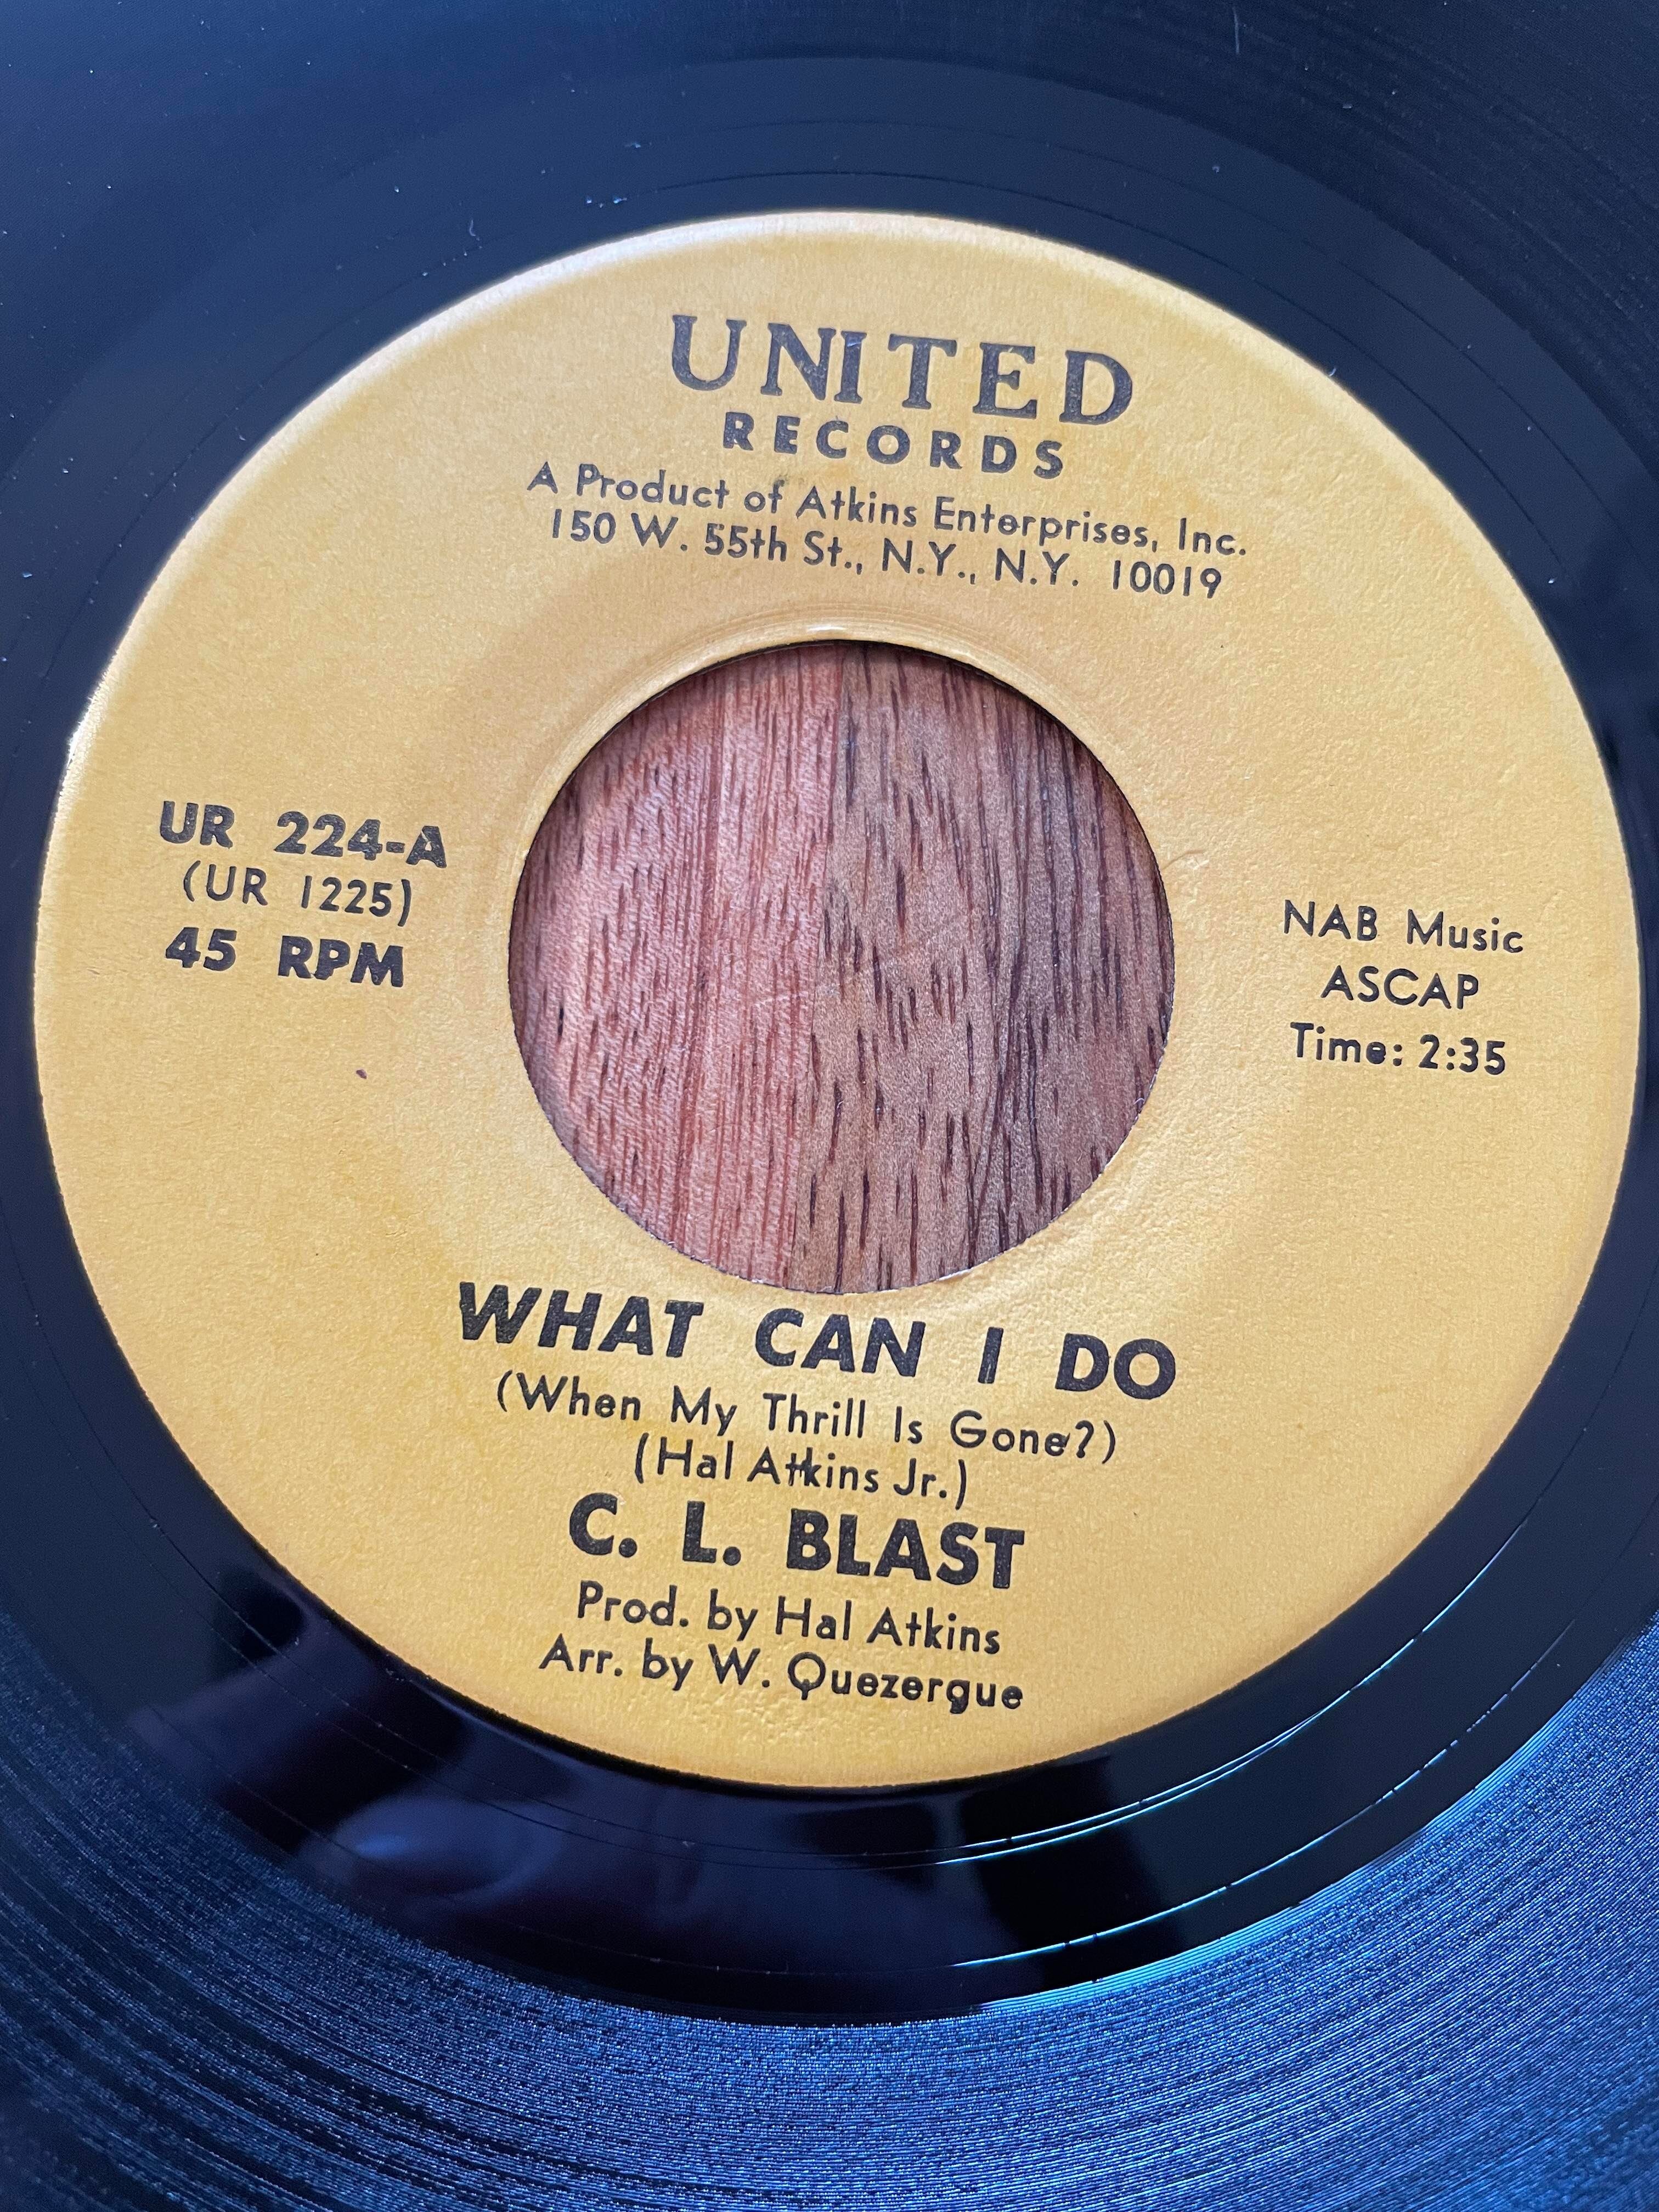 UNITED
RECORDS
A Product of Atkins Enterprises, Inc.
150 W. 55th St., N.Y., N.Y. 10019
UR 224-A
(UR 1225)
45 RPM
NAB Music
ASCAP
Time: 2:35
WHAT CAN I DO
(When My Thrill Is Gone?)
(Hal Atkins Jr.)
C. L. BLAST
Prod. by Hal Atkins
Arr. by W. Quezergue